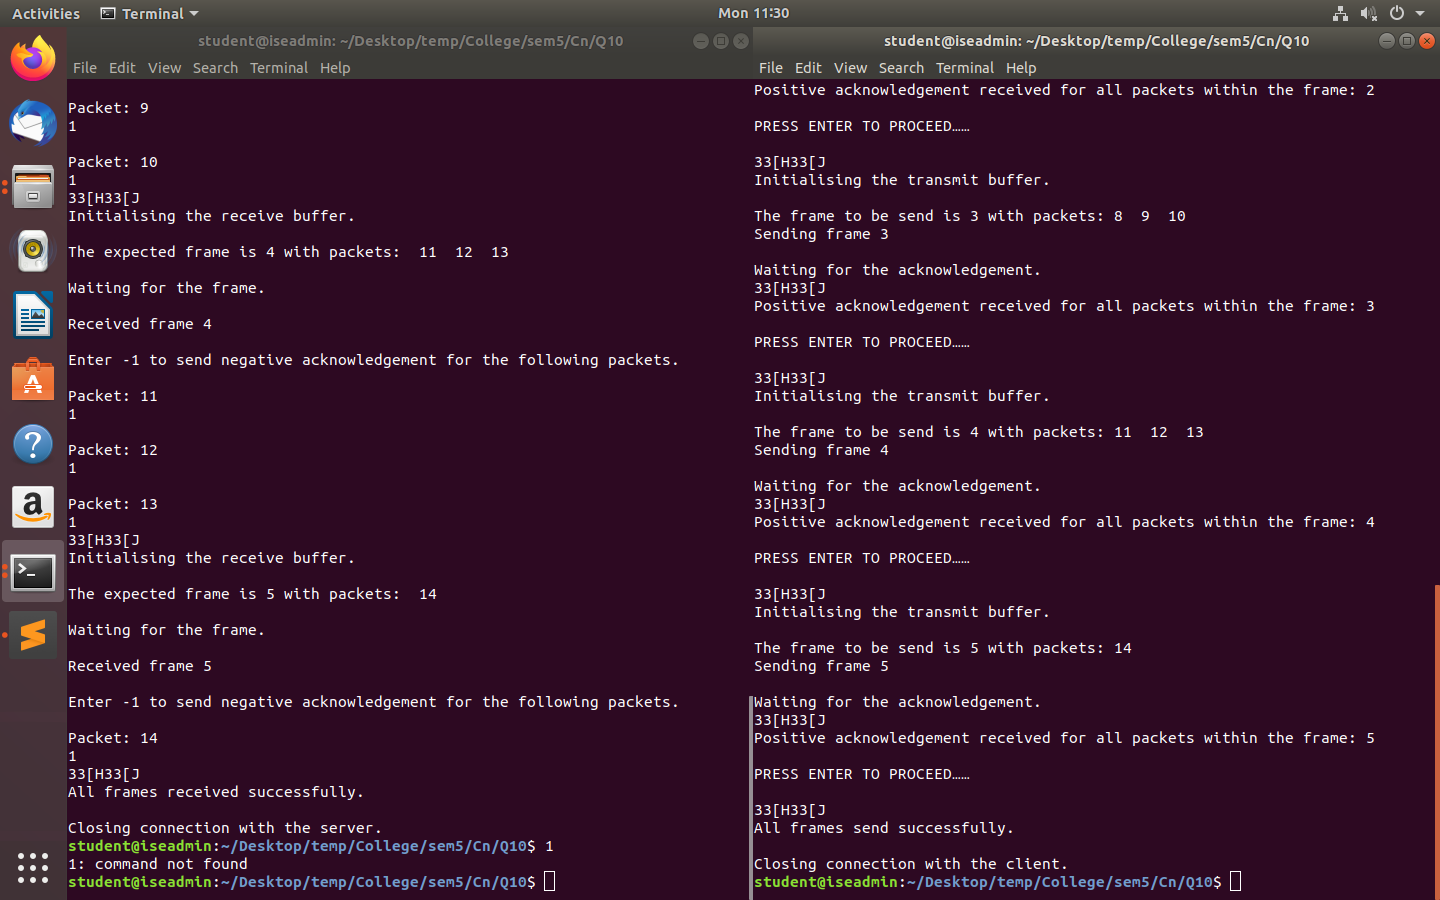 Activities
Terminal
Mon 11:30
student@iseadmin: ~/Desktop/temp/College/sem5/Cn/Q10
File Edit View Search Terminal Help
Packet: 9
1
Packet: 10
1
33[H33[J
Initialising the receive buffer.
The expected frame is 4 with packets:  11  12  13
Waiting for the frame.
Received frame 4
Enter -1 to send negative acknowledgement for the following packets.
Packet: 11
1
Packet: 12
1
Packet: 13
1
33[H33[J
Initialising the receive buffer.
The expected frame is 5 with packets:  14
Waiting for the frame.
Received frame 5
Enter -1 to send negative acknowledgement for the following packets.
Packet: 14
1
33[H33[J
All frames received successfully.
Closing connection with the server.
student@iseadmin:~/Desktop/temp/College/sem5/Cn/Q10$ 1
1: command not found
student@iseadmin:~/Desktop/temp/College/sem5/Cn/Q10$
student@iseadmin: ~/Desktop/temp/College/sem5/Cn/Q10
File Edit View Search Terminal Help
Positive acknowledgement received for all packets within the frame: 2
PRESS ENTER TO PROCEED……
33[H33[J
Initialising the transmit buffer.
The frame to be send is 3 with packets: 8  9  10
Sending frame 3
Waiting for the acknowledgement.
33[H33[J
Positive acknowledgement received for all packets within the frame: 3
PRESS ENTER TO PROCEED……
33[H33[J
Initialising the transmit buffer.
The frame to be send is 4 with packets: 11  12  13
Sending frame 4
Waiting for the acknowledgement.
33[H33[J
Positive acknowledgement received for all packets within the frame: 4
PRESS ENTER TO PROCEED……
33[H33[J
Initialising the transmit buffer.
The frame to be send is 5 with packets: 14
Sending frame 5
Waiting for the acknowledgement.
33[H33[J
Positive acknowledgement received for all packets within the frame: 5
PRESS ENTER TO PROCEED……
33[H33[J
All frames send successfully.
Closing connection with the client.
student@iseadmin:~/Desktop/temp/College/sem5/Cn/Q10$